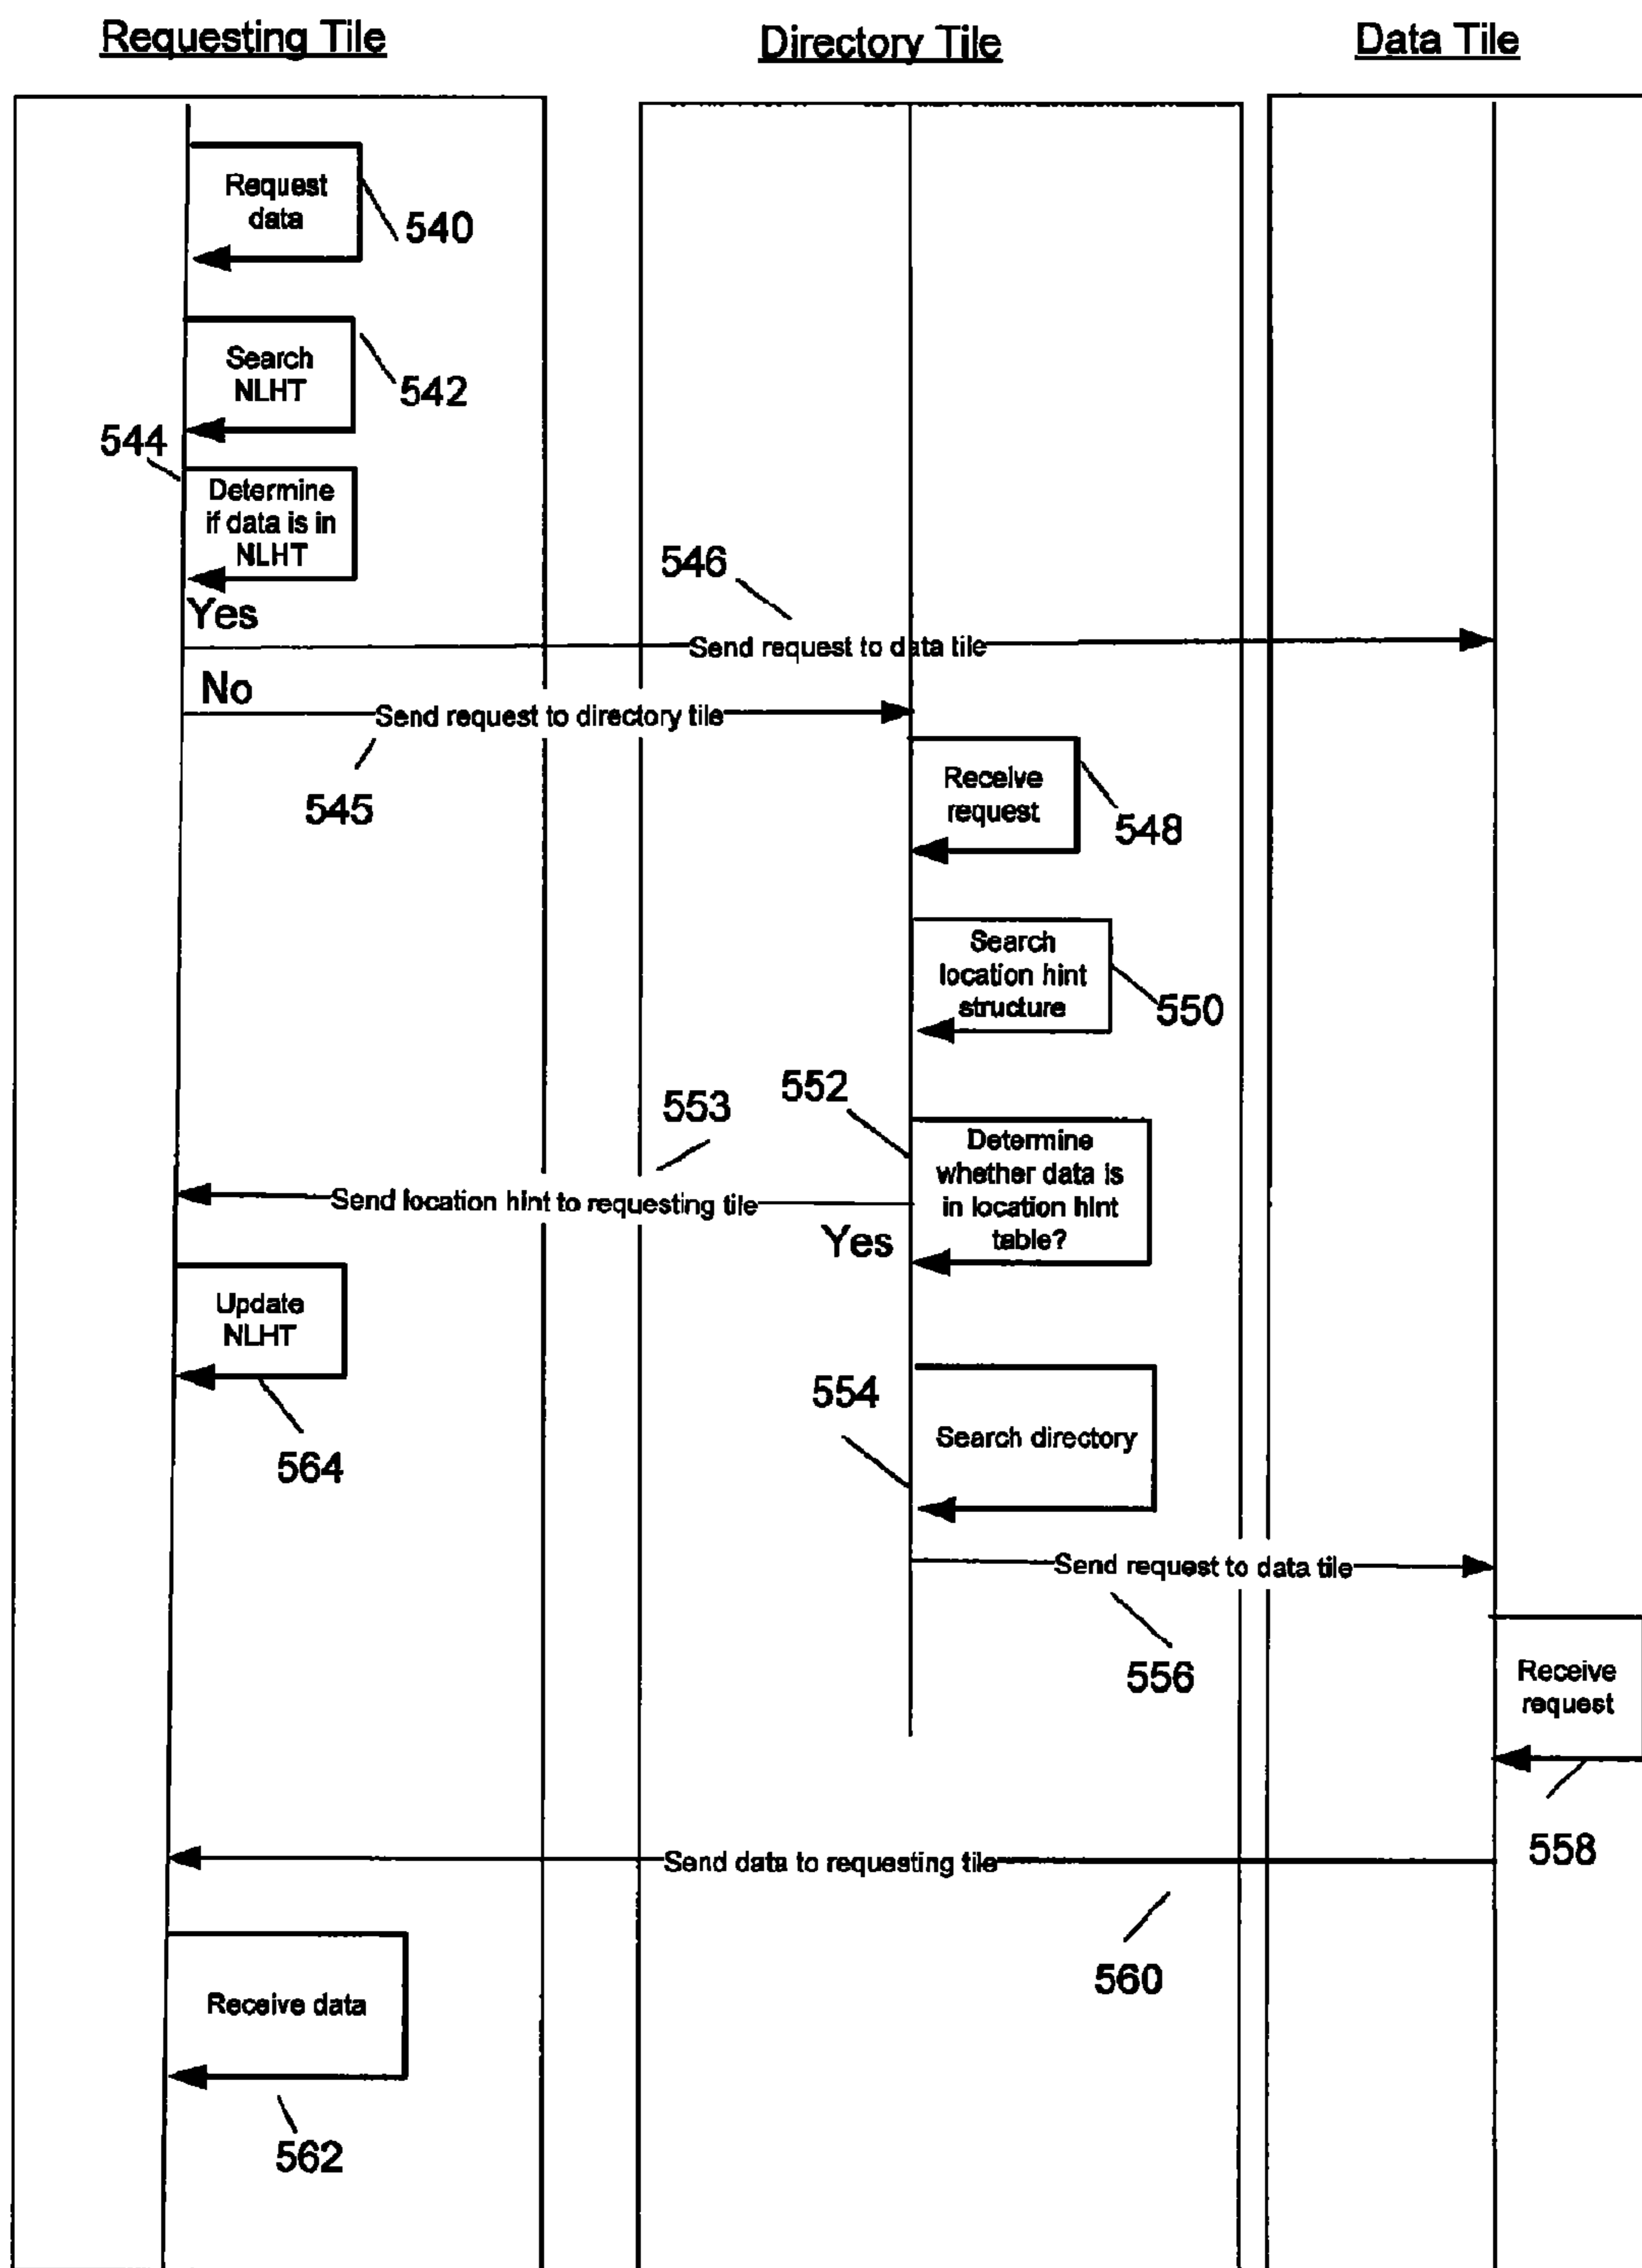 Requesting Tile
Directory Tile
Data Tile
Request
data
540
Search
NLHT
542
544
Determine
if data is in
NLHT
Yes
546
Send request to data tile
No
Send request to directory tile
545
Receive
request
548
Search
location hint
structure
550
552
553
Determine
whether data is
in location hint
table?
Send location hint to requesting tile
Yes
Update
NLHT
564
554
Search directory
Send request to data tile
556
Receive
request
558
Send data to requesting tile
560
Receive data
562